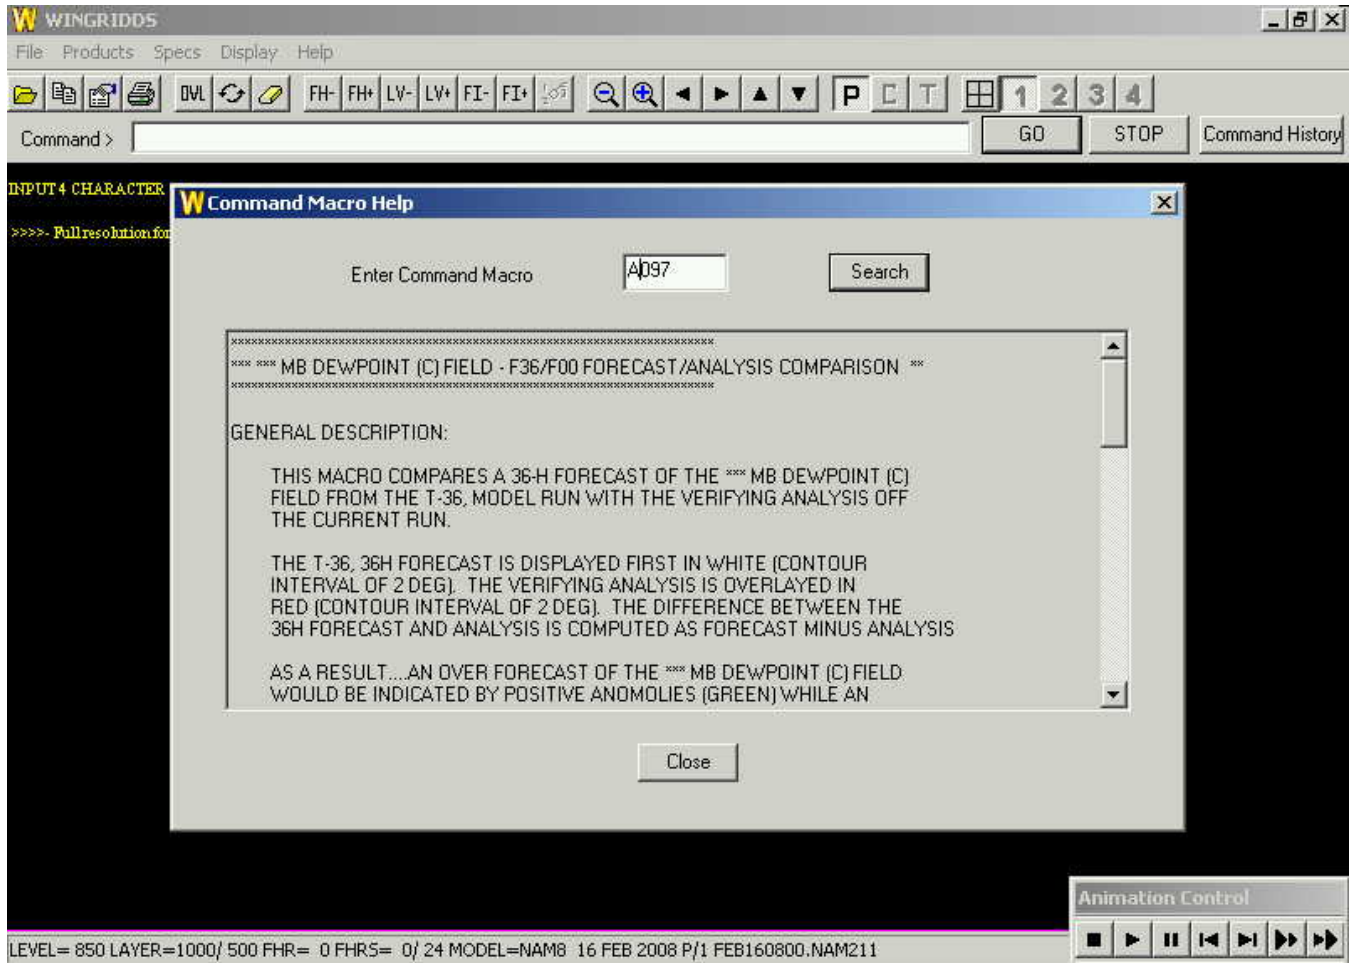 WINGRIDDS
File Products Specs Display Help
OVL FH- FH+ LV- LV+ FI- FI+ P C T 1 2 3 4
Command > GO STOP Command History
INPUT 4 CHARACTER
>>>>- Full resolution for
Command Macro Help
Enter Command Macro A097 Search
*** *** MB DEWPOINT (C) FIELD - F36/F00 FORECAST/ANALYSIS COMPARISON **
GENERAL DESCRIPTION:
THIS MACRO COMPARES A 36-H FORECAST OF THE *** MB DEWPOINT (C)
FIELD FROM THE T-36, MODEL RUN WITH THE VERIFYING ANALYSIS OFF
THE CURRENT RUN.
THE T-36, 36H FORECAST IS DISPLAYED FIRST IN WHITE (CONTOUR
INTERVAL OF 2 DEG). THE VERIFYING ANALYSIS IS OVERLAYED IN
RED (CONTOUR INTERVAL OF 2 DEG). THE DIFFERENCE BETWEEN THE
36H FORECAST AND ANALYSIS IS COMPUTED AS FORECAST MINUS ANALYSIS
AS A RESULT....AN OVER FORECAST OF THE *** MB DEWPOINT (C) FIELD
WOULD BE INDICATED BY POSITIVE ANOMOLIES (GREEN) WHILE AN
Close
Animation Control
LEVEL= 850 LAYER=1000/ 500 FHR= 0 FHRS= 0/ 24 MODEL=NAM8 16 FEB 2008 P/1 FEB160800.NAM211